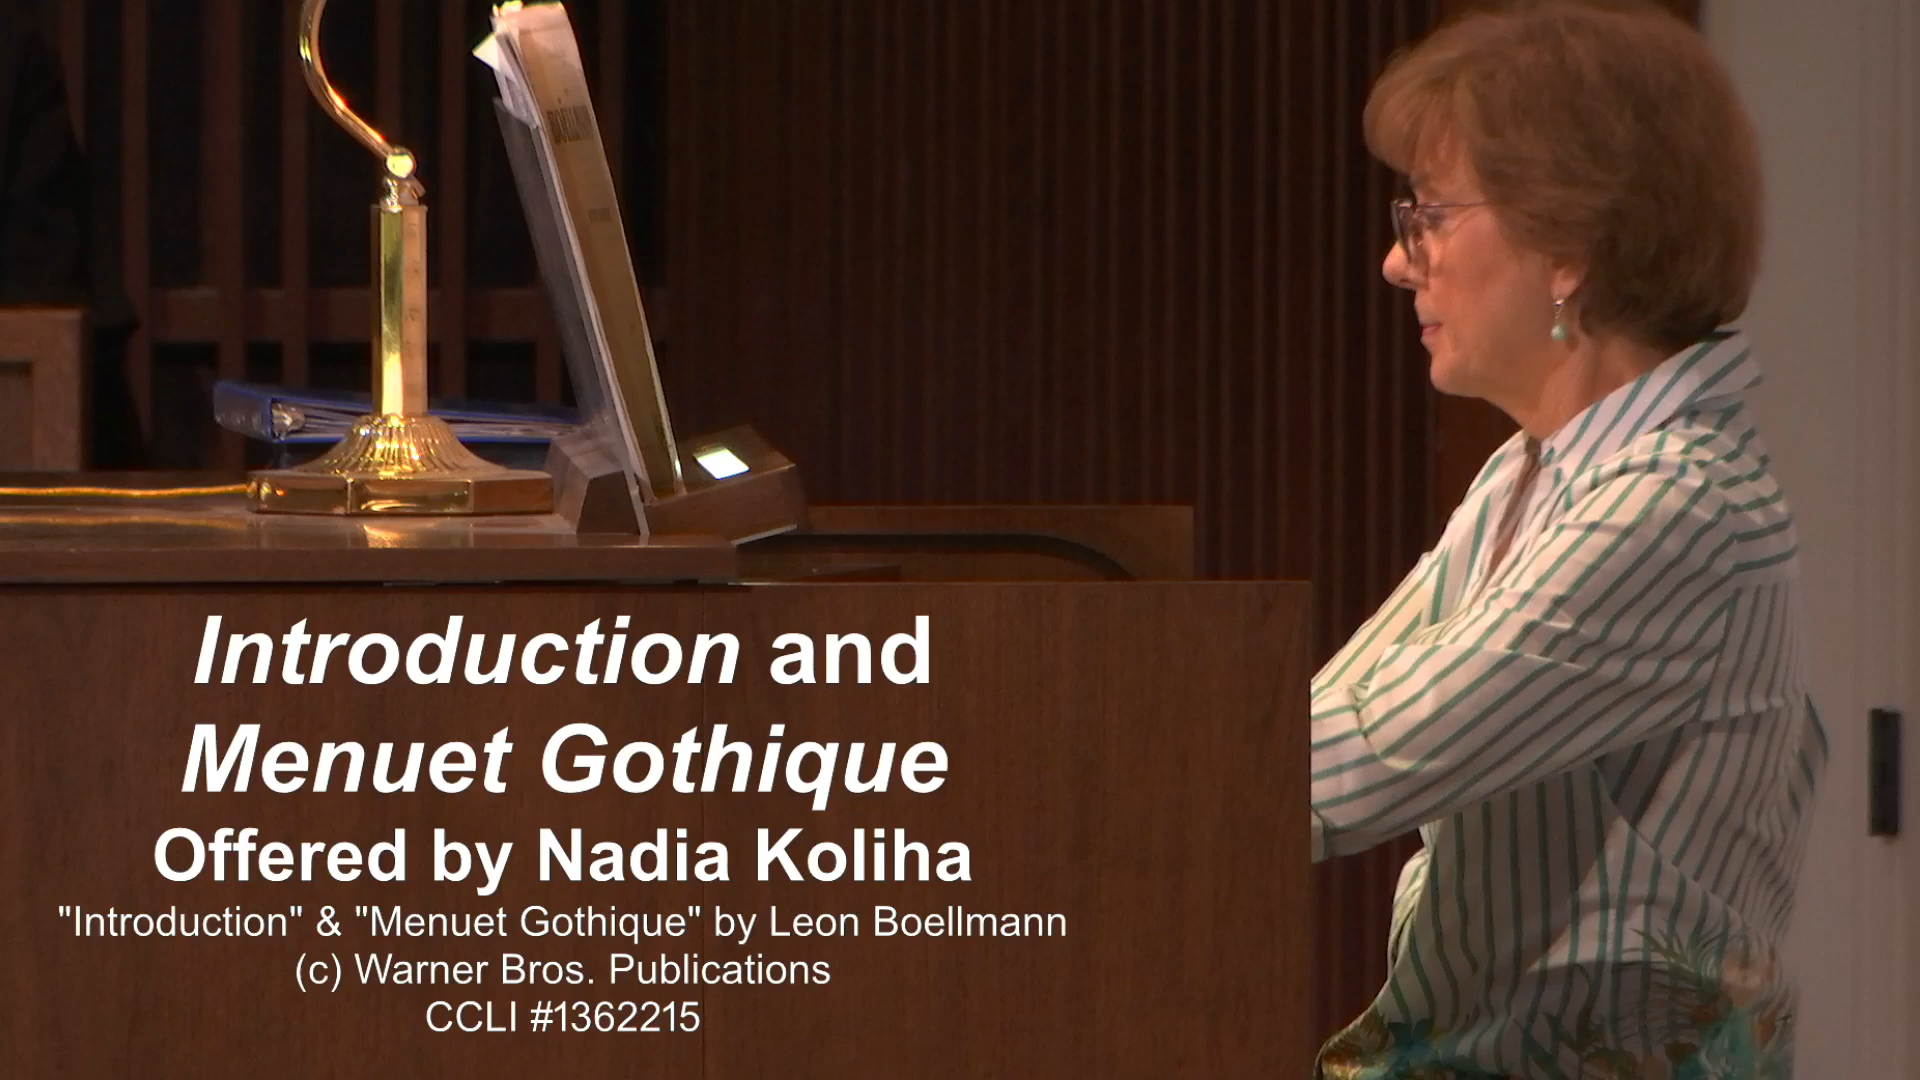 BOËLLMANN
Introduction and
Menuet Gothique
Offered by Nadia Koliha
"Introduction" & "Menuet Gothique" by Leon Boellmann
(c) Warner Bros. Publications
CCLI #1362215